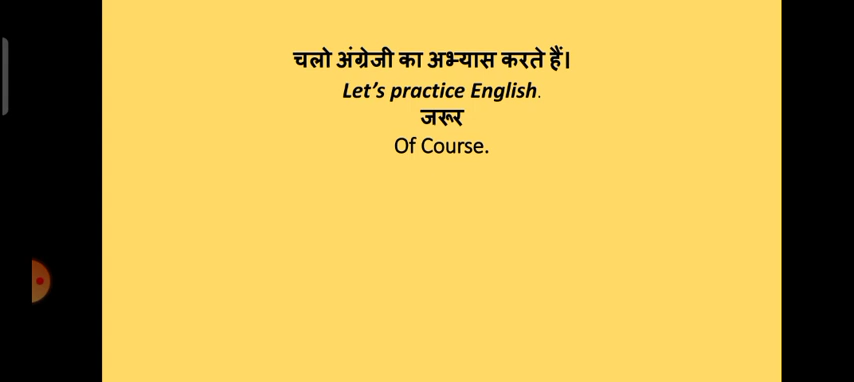 चलो अंग्रेजी का अभ्यास करते हैं।
Let’s practice English.
जरूर
Of Course.